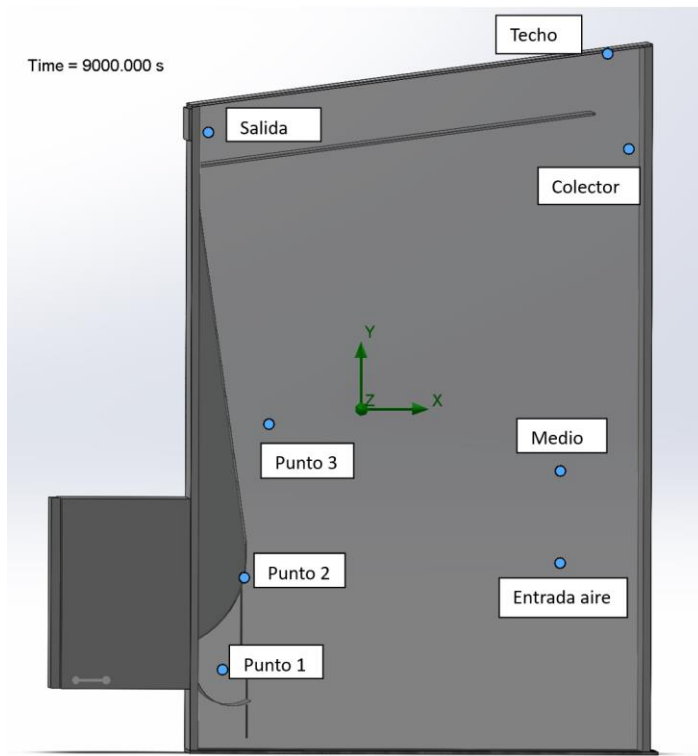 Techo
Time = 9000.000 s
Salida
Colector
Y
Z
X
Medio
Punto 3
Punto 2
Entrada aire
Punto 1